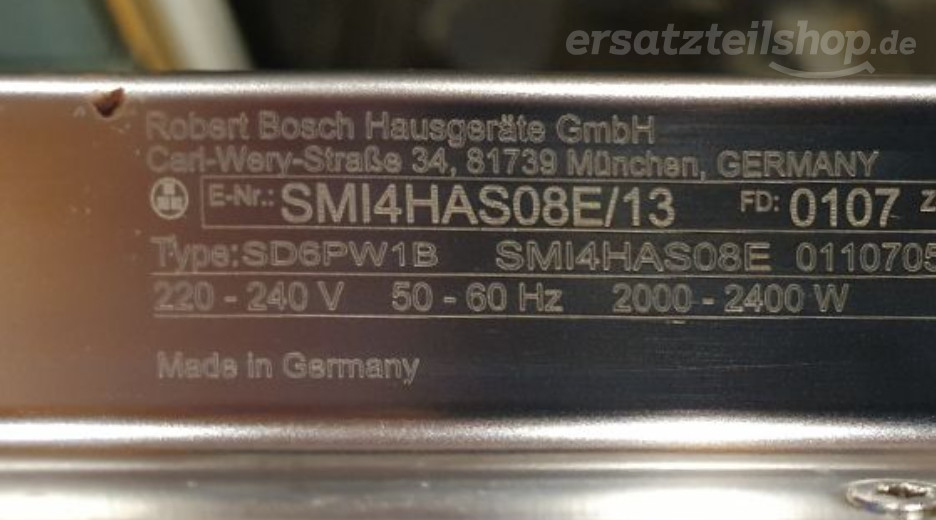 ersatzteilshop.de
Robert Bosch Hausgeräte GmbH
Carl-Wery-Straße 34, 81739 München, GERMANY
E-Nr.: SMI4HAS08E/13 FD: 0107 Z
Type:SD6PW1B SMI4HAS08E 0110705
220 - 240 V 50 - 60 Hz 2000 - 2400 W
Made in Germany